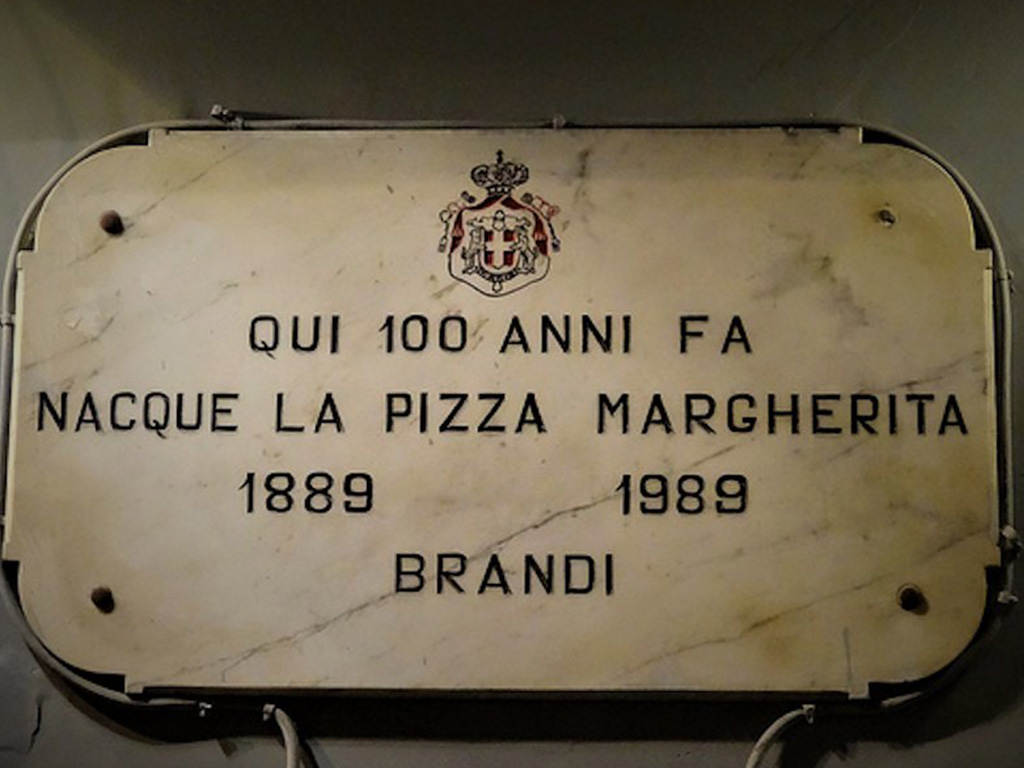 QUI 100 ANNI FA
NACQUE LA PIZZA MARGHERITA
1889 1989
BRANDI